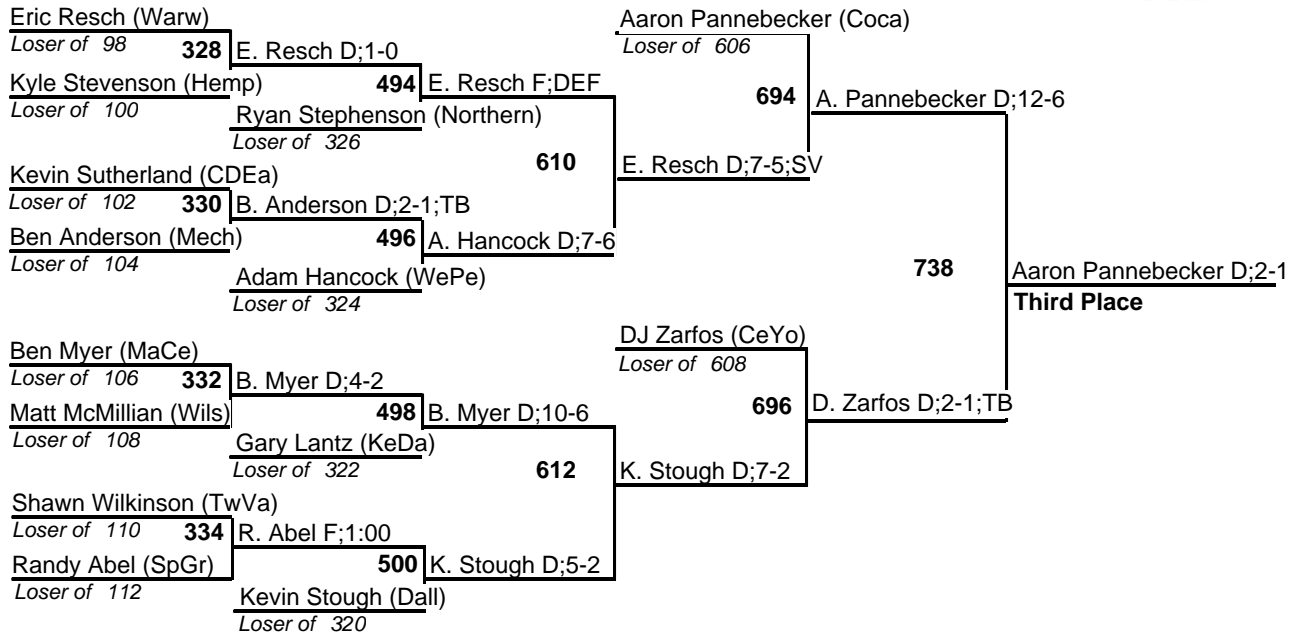 Eric Resch (Warw)
Aaron Pannebecker (Coca)
Loser of 98
328
E. Resch D;1-0
Loser of 606
Kyle Stevenson (Hemp)
494
E. Resch F;DEF
694
A. Pannebecker D;12-6
Loser of 100
Ryan Stephenson (Northern)
Loser of 326
610
E. Resch D;7-5;SV
Kevin Sutherland (CDEa)
Loser of 102
330
B. Anderson D;2-1;TB
Ben Anderson (Mech)
496
A. Hancock D;7-6
Loser of 104
738
Aaron Pannebecker D;2-1
Adam Hancock (WePe)
Loser of 324
Third Place
DJ Zarfos (CeYo)
Ben Myer (MaCe)
Loser of 608
Loser of 106
332
B. Myer D;4-2
Matt McMillian (Wils)
498
B. Myer D;10-6
696
D. Zarfos D;2-1;TB
Loser of 108
Gary Lantz (KeDa)
Loser of 322
612
K. Stough D;7-2
Shawn Wilkinson (TwVa)
Loser of 110
334
R. Abel F;1:00
Randy Abel (SpGr)
500
K. Stough D;5-2
Loser of 112
Kevin Stough (Dall)
Loser of 320